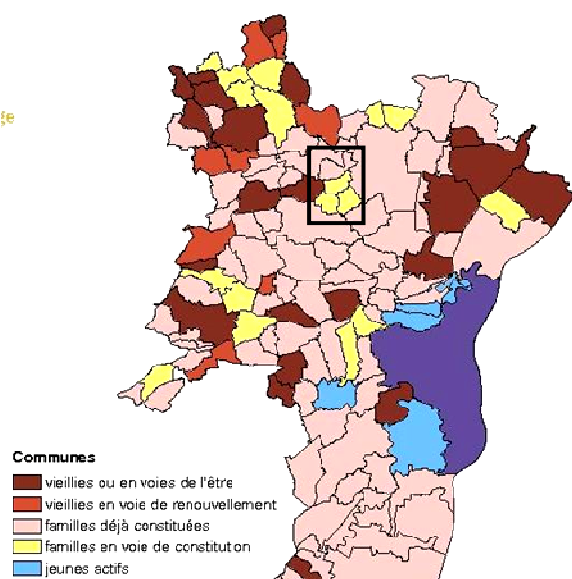 Communes
vieillies ou en voies de l'être
vieillies en voie de renouvellement
familles déjà constituées
familles en voie de constitution
jeunes actifs